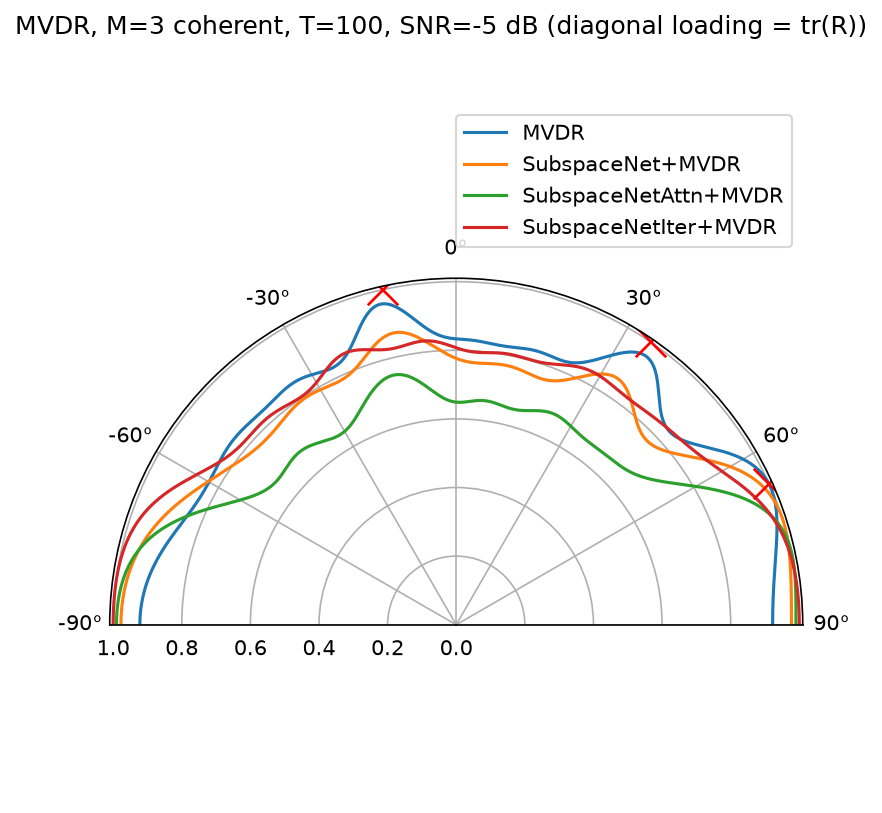 MVDR, M=3 coherent, T=100, SNR=-5 dB (diagonal loading = tr(R))
MVDR
SubspaceNet+MVDR
SubspaceNetAttn+MVDR
SubspaceNetIter+MVDR
0°
-30°
30°
-60°
60°
-90°
90°
1.0 0.8 0.6 0.4 0.2 0.0